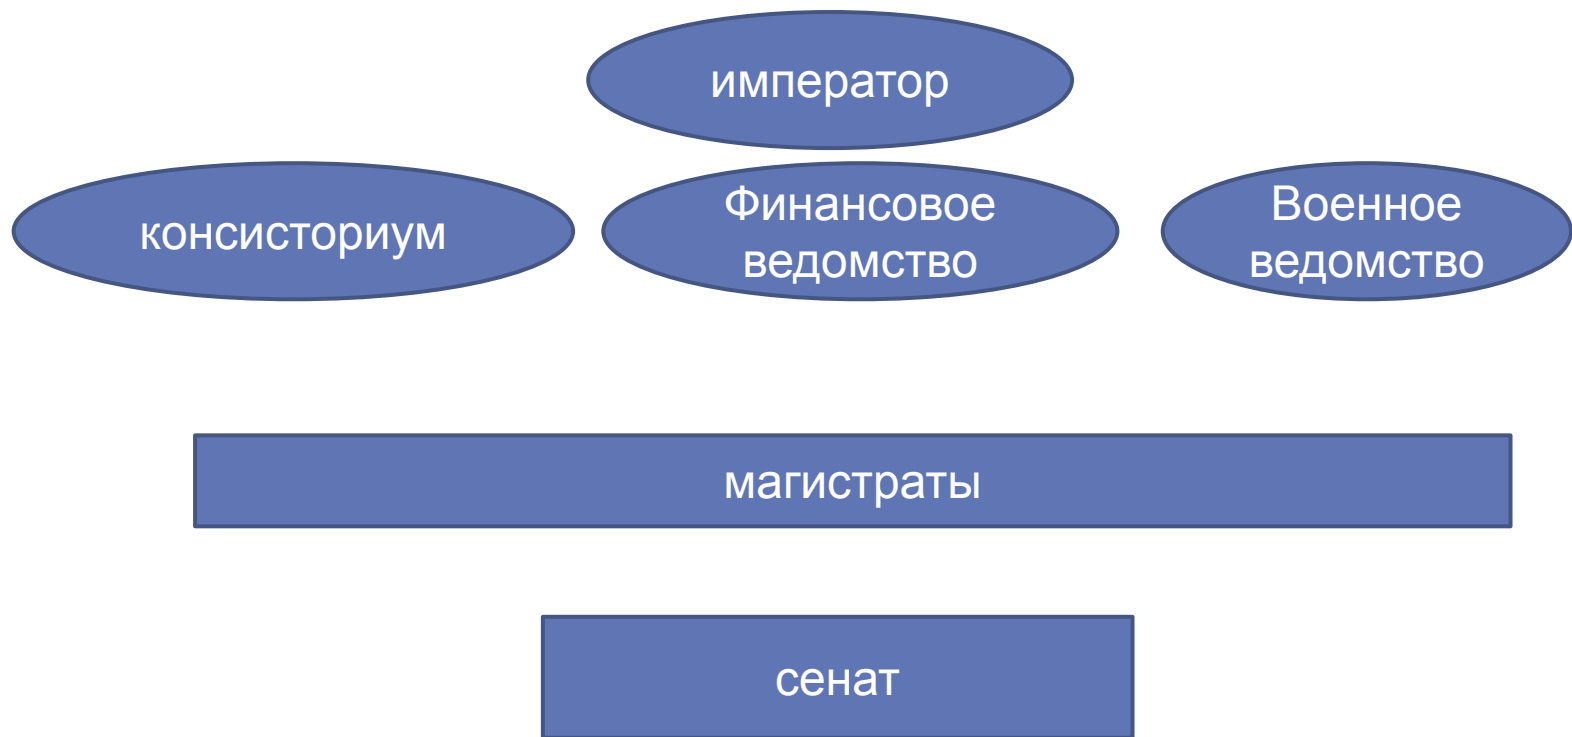 император
консисториум
Финансовое
ведомство
Военное
ведомство
магистраты
сенат